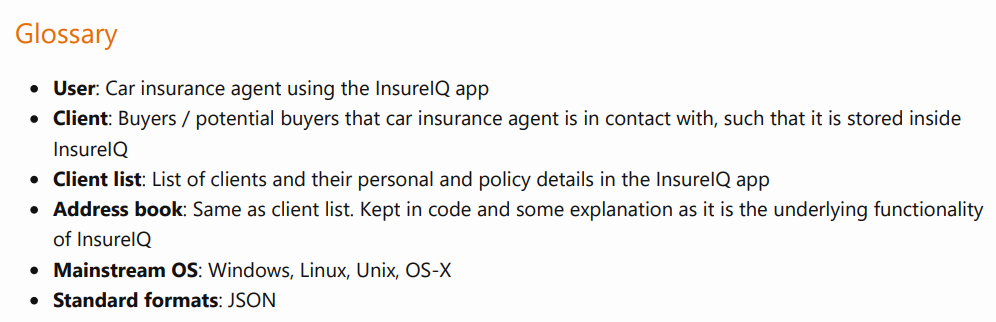 Glossary
User: Car insurance agent using the InsureIQ app
Client: Buyers / potential buyers that car insurance agent is in contact with, such that it is stored inside
InsureIQ
Client list: List of clients and their personal and policy details in the InsureIQ app
Address book: Same as client list. Kept in code and some explanation as it is the underlying functionality
of InsureIQ
Mainstream OS: Windows, Linux, Unix, OS-X
Standard formats: JSON